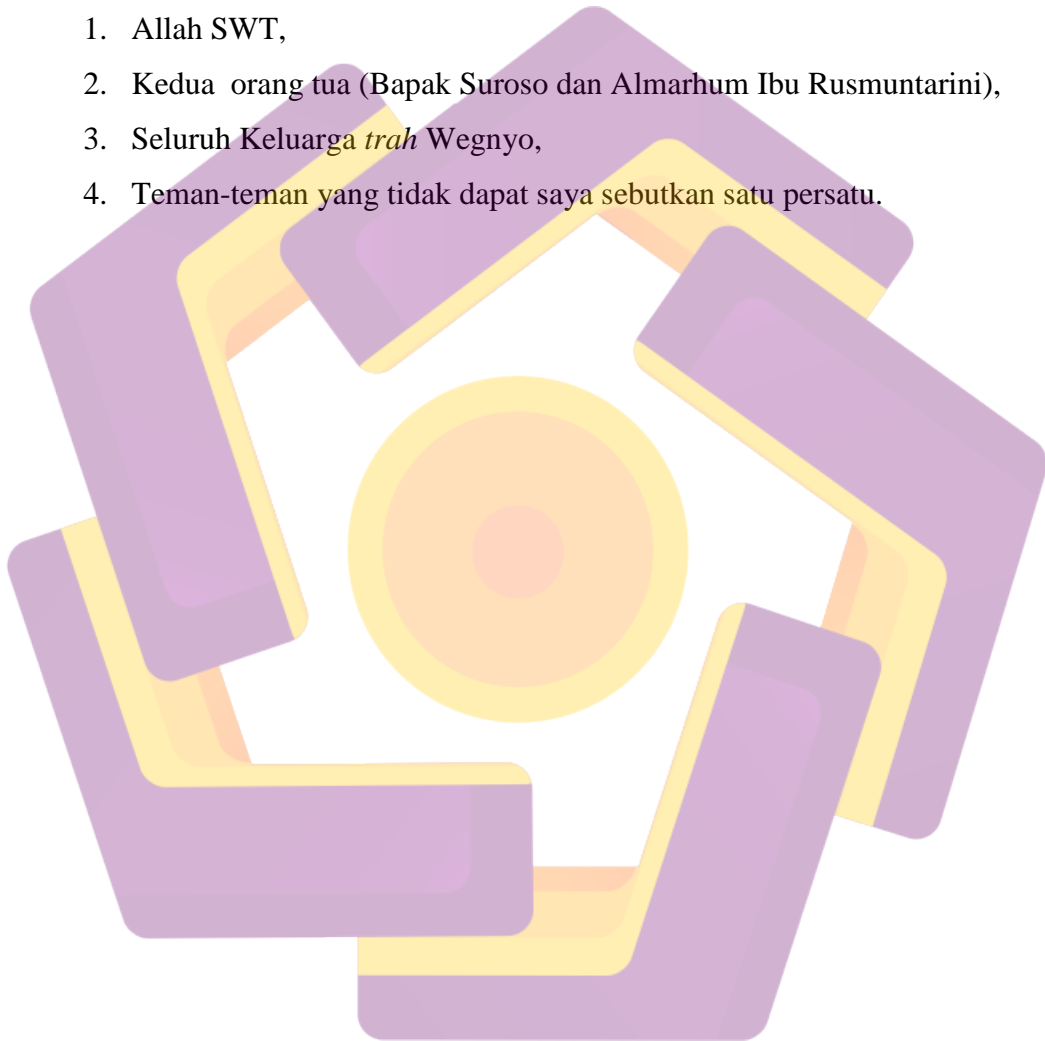 1. Allah SWT,
2. Kedua orang tua (Bapak Suroso dan Almarhum Ibu Rusmuntarini),
3. Seluruh Keluarga trah Wegnyo,
4. Teman-teman yang tidak dapat saya sebutkan satu persatu.